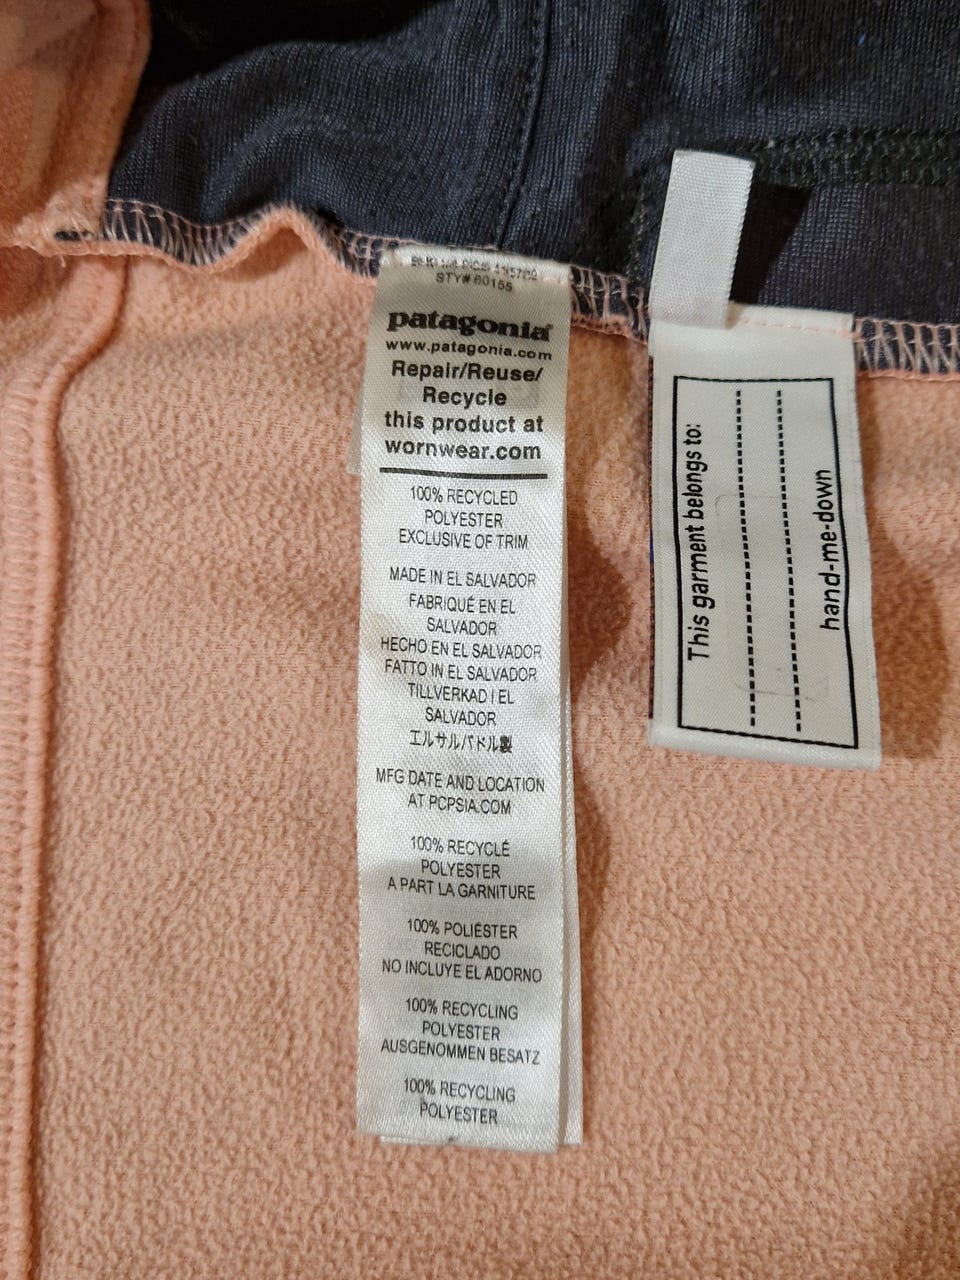 STY# 60155
patagonia®
www.patagonia.com
Repair/Reuse/
Recycle
this product at
wornwear.com
100% RECYCLED
POLYESTER
EXCLUSIVE OF TRIM
MADE IN EL SALVADOR
FABRIQUÉ EN EL
SALVADOR
HECHO EN EL SALVADOR
FATTO IN EL SALVADOR
TILLVERKAD I EL
SALVADOR
エルサルバドル製
MFG DATE AND LOCATION
AT PCPSIA.COM
100% RECYCLÉ
POLYESTER
A PART LA GARNITURE
100% POLIÉSTER
RECICLADO
NO INCLUYE EL ADORNO
100% RECYCLING
POLYESTER
AUSGENOMMEN BESATZ
100% RECYCLING
POLYESTER
This garment belongs to:
hand-me-down